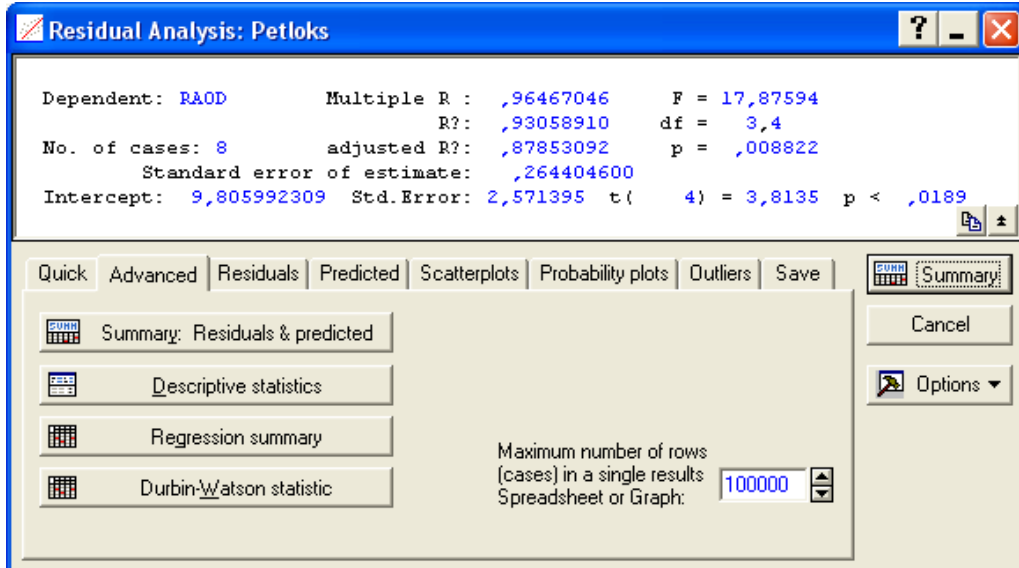 Residual Analysis: Petloks
Dependent: RAOD Multiple R : ,96467046 F = 17,87594
R?: ,93058910 df = 3,4
No. of cases: 8 adjusted R?: ,87853092 p = ,008822
Standard error of estimate: ,264404600
Intercept: 9,805992309 Std.Error: 2,571395 t( 4) = 3,8135 p < ,0189
Quick Advanced Residuals Predicted Scatterplots Probability plots Outliers Save
Summary
Summary: Residuals & predicted
Cancel
Descriptive statistics
Options
Regression summary
Durbin-Watson statistic
Maximum number of rows
(cases) in a single results
Spreadsheet or Graph:
100000